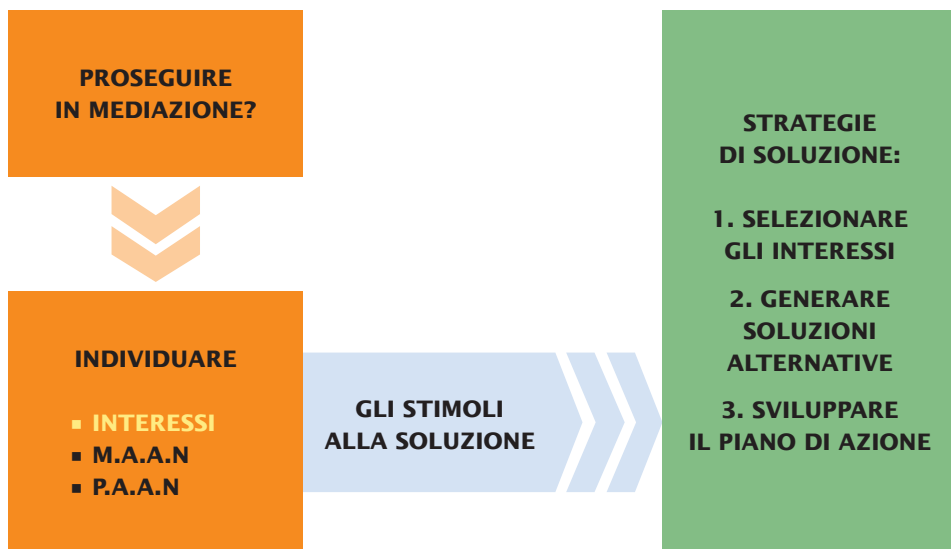 PROSEGUIRE
IN MEDIAZIONE?
INDIVIDUARE
▪ INTERESSI
▪ M.A.A.N
▪ P.A.A.N
GLI STIMOLI
ALLA SOLUZIONE
STRATEGIE
DI SOLUZIONE:
1. SELEZIONARE
GLI INTERESSI
2. GENERARE
SOLUZIONI
ALTERNATIVE
3. SVILUPPARE
IL PIANO DI AZIONE